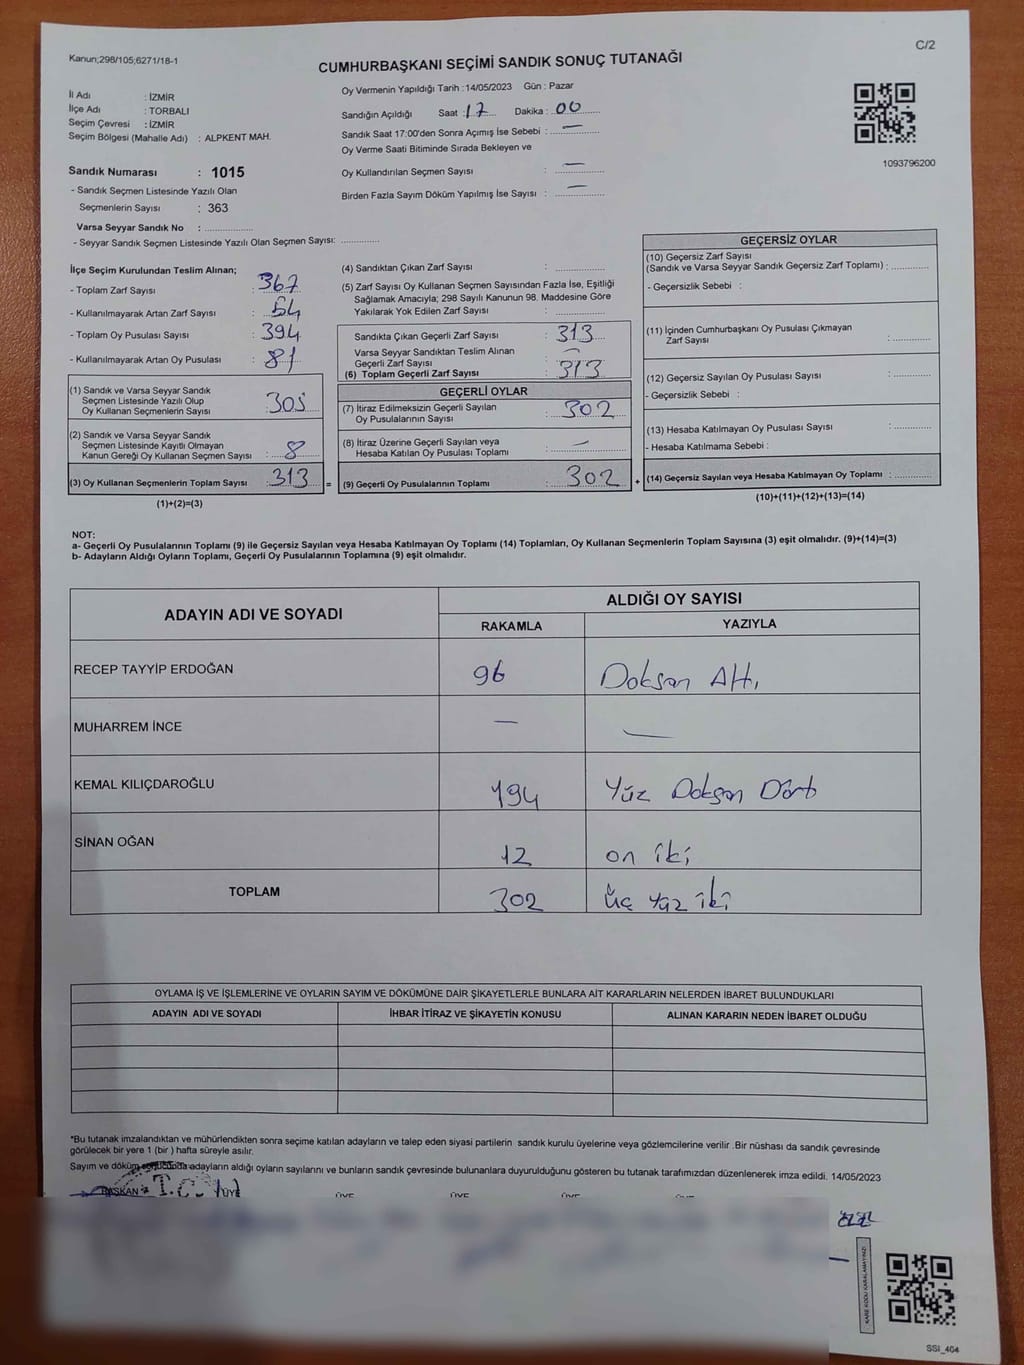 C/2
Kanun;298/105;6271/18-1
CUMHURBAŞKANI SEÇİMİ SANDIK SONUÇ TUTANAĞI
İl Adı : İZMİR
İlçe Adı : TORBALI
Seçim Çevresi : İZMİR
Seçim Bölgesi (Mahalle Adı) : ALPKENT MAH.
Oy Vermenin Yapıldığı Tarih :14/05/2023 Gün : Pazar
Sandığın Açıldığı Saat : 17 Dakika : 00
Sandık Saat 17:00'den Sonra Açımış İse Sebebi : —
Oy Verme Saati Bitiminde Sırada Bekleyen ve
Oy Kullandırılan Seçmen Sayısı : —
Birden Fazla Sayım Döküm Yapılmış İse Sayısı : —
1093796200
Sandık Numarası : 1015
- Sandık Seçmen Listesinde Yazılı Olan
Seçmenlerin Sayısı : 363
Varsa Seyyar Sandık No : ....................
- Seyyar Sandık Seçmen Listesinde Yazılı Olan Seçmen Sayısı: ................
İlçe Seçim Kurulundan Teslim Alınan;
- Toplam Zarf Sayısı : 367
- Kullanılmayarak Artan Zarf Sayısı : 54
- Toplam Oy Pusulası Sayısı : 394
- Kullanılmayarak Artan Oy Pusulası : 81
(1) Sandık ve Varsa Seyyar Sandık
Seçmen Listesinde Yazılı Olup
Oy Kullanan Seçmenlerin Sayısı : 305
(2) Sandık ve Varsa Seyyar Sandık
Seçmen Listesinde Kayıtlı Olmayan
Kanun Gereği Oy Kullanan Seçmen Sayısı : 8
(3) Oy Kullanan Seçmenlerin Toplam Sayısı : 313 =
(1)+(2)=(3)
(4) Sandıktan Çıkan Zarf Sayısı : ................
(5) Zarf Sayısı Oy Kullanan Seçmen Sayısından Fazla İse, Eşitliği
Sağlamak Amacıyla; 298 Sayılı Kanunun 98. Maddesine Göre
Yakılarak Yok Edilen Zarf Sayısı : ................
Sandıkta Çıkan Geçerli Zarf Sayısı : 313
Varsa Seyyar Sandıktan Teslim Alınan
Geçerli Zarf Sayısı : —
(6) Toplam Geçerli Zarf Sayısı : 313
GEÇERLİ OYLAR
(7) İtiraz Edilmeksizin Geçerli Sayılan
Oy Pusulalarının Sayısı : 302
(8) İtiraz Üzerine Geçerli Sayılan veya
Hesaba Katılan Oy Pusulası Toplamı : —
(9) Geçerli Oy Pusulalarının Toplamı : 302 +
GEÇERSİZ OYLAR
(10) Geçersiz Zarf Sayısı
(Sandık ve Varsa Seyyar Sandık Geçersiz Zarf Toplamı) : ................
- Geçersizlik Sebebi :
(11) İçinden Cumhurbaşkanı Oy Pusulası Çıkmayan
Zarf Sayısı : ................
(12) Geçersiz Sayılan Oy Pusulası Sayısı : ................
- Geçersizlik Sebebi :
(13) Hesaba Katılmayan Oy Pusulası Sayısı : ................
- Hesaba Katılmama Sebebi :
(14) Geçersiz Sayılan veya Hesaba Katılmayan Oy Toplamı : ................
(10)+(11)+(12)+(13)=(14)
NOT:
a- Geçerli Oy Pusulalarının Toplamı (9) ile Geçersiz Sayılan veya Hesaba Katılmayan Oy Toplamı (14) Toplamları, Oy Kullanan Seçmenlerin Toplam Sayısına (3) eşit olmalıdır. (9)+(14)=(3)
b- Adayların Aldığı Oyların Toplamı, Geçerli Oy Pusulalarının Toplamına (9) eşit olmalıdır.
ADAYIN ADI VE SOYADI
ALDIĞI OY SAYISI
RAKAMLA YAZIYLA
RECEP TAYYİP ERDOĞAN 96 Doksan Altı
MUHARREM İNCE — —
KEMAL KILIÇDAROĞLU 194 Yüz Doksan Dört
SİNAN OĞAN 12 on iki
TOPLAM 302 üç yüz iki
OYLAMA İŞ VE İŞLEMLERİNE VE OYLARIN SAYIM VE DÖKÜMÜNE DAİR ŞİKAYETLERLE BUNLARA AİT KARARLARIN NELERDEN İBARET BULUNDUKLARI
ADAYIN ADI VE SOYADI İHBAR İTİRAZ VE ŞİKAYETİN KONUSU ALINAN KARARIN NEDEN İBARET OLDUĞU
*Bu tutanak imzalandıktan ve mühürlendikten sonra seçime katılan adayların ve talep eden siyasi partilerin sandık kurulu üyelerine veya gözlemcilerine verilir .Bir nüshası da sandık çevresinde
görülecek bir yere 1 (bir ) hafta süreyle asılır.
Sayım ve döküm sonucunda adayların aldığı oyların sayılarını ve bunların sandık çevresinde bulunanlara duyurulduğunu gösteren bu tutanak tarafımızdan düzenlenerek imza edildi. 14/05/2023
BAŞKAN T.C. ÜYE ÜYE ÜYE ÜYE ÜYE
KARE KODU KARALAMAYINIZ!
SSI_404